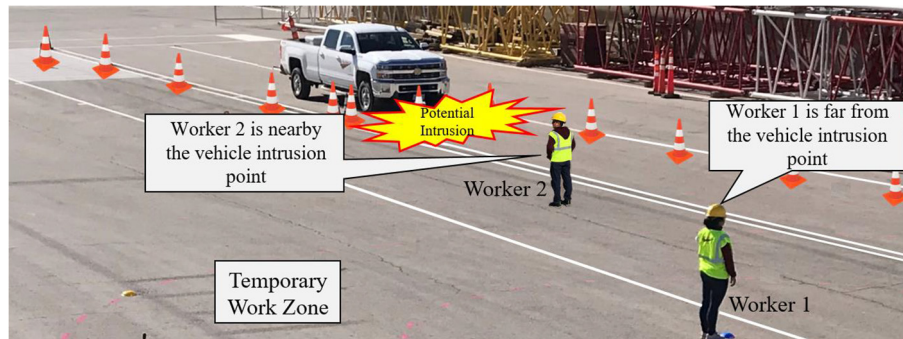 Potential
Intrusion
Worker 2 is nearby
the vehicle intrusion
point
Worker 1 is far from
the vehicle intrusion
point
Worker 2
Temporary
Work Zone
Worker 1